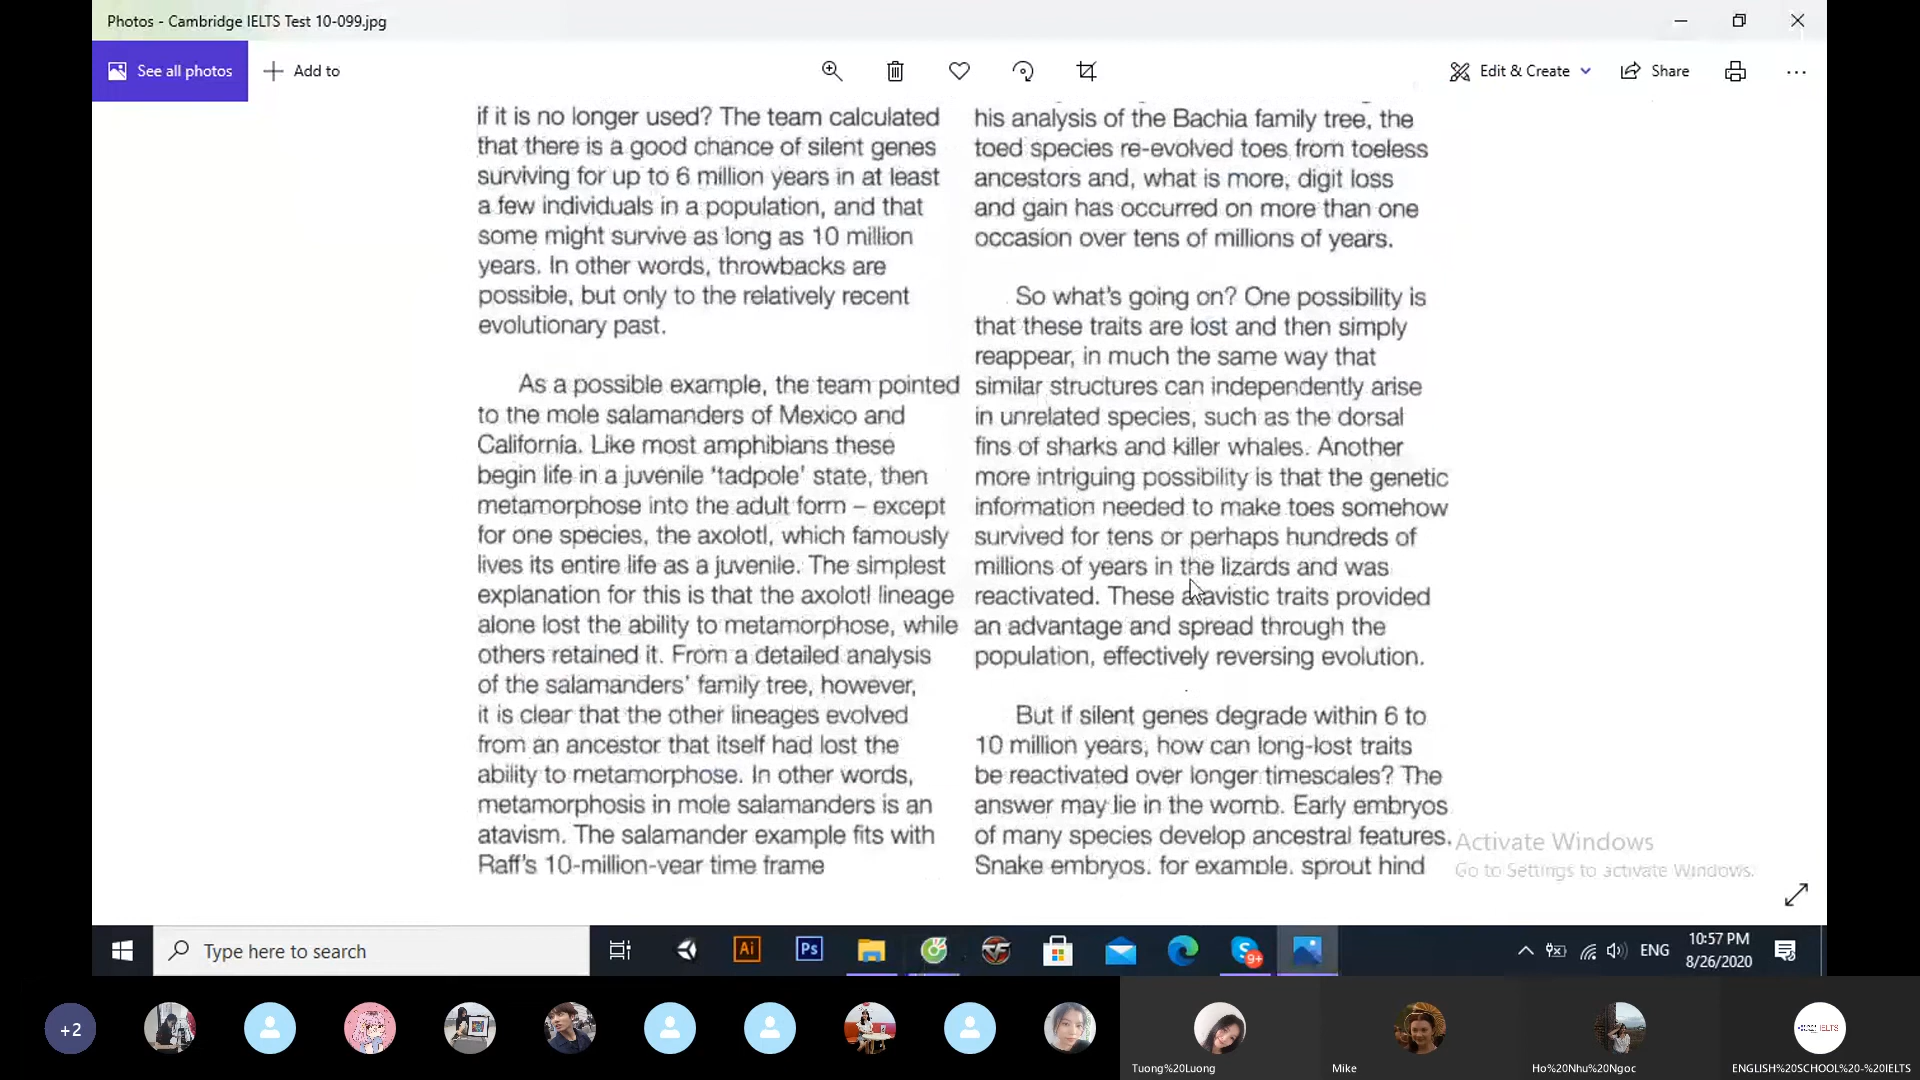 Photos - Cambridge IELTS Test 10-099.jpg
See all photos
Add to
Edit & Create
Share
if it is no longer used? The team calculated
that there is a good chance of silent genes
surviving for up to 6 million years in at least
a few individuals in a population, and that
some might survive as long as 10 million
years. In other words, throwbacks are
possible, but only to the relatively recent
evolutionary past.
As a possible example, the team pointed
to the mole salamanders of Mexico and
California. Like most amphibians these
begin life in a juvenile ‘tadpole’ state, then
metamorphose into the adult form – except
for one species, the axolotl, which famously
lives its entire life as a juvenile. The simplest
explanation for this is that the axolotl lineage
alone lost the ability to metamorphose, while
others retained it. From a detailed analysis
of the salamanders’ family tree, however,
it is clear that the other lineages evolved
from an ancestor that itself had lost the
ability to metamorphose. In other words,
metamorphosis in mole salamanders is an
atavism. The salamander example fits with
Raff’s 10-million-year time frame
his analysis of the Bachia family tree, the
toed species re-evolved toes from toeless
ancestors and, what is more, digit loss
and gain has occurred on more than one
occasion over tens of millions of years.
So what’s going on? One possibility is
that these traits are lost and then simply
reappear, in much the same way that
similar structures can independently arise
in unrelated species, such as the dorsal
fins of sharks and killer whales. Another
more intriguing possibility is that the genetic
information needed to make toes somehow
survived for tens or perhaps hundreds of
millions of years in the lizards and was
reactivated. These atavistic traits provided
an advantage and spread through the
population, effectively reversing evolution.
But if silent genes degrade within 6 to
10 million years, how can long-lost traits
be reactivated over longer timescales? The
answer may lie in the womb. Early embryos
of many species develop ancestral features.
Snake embryos, for example, sprout hind
Activate Windows
Go to Settings to activate Windows.
Type here to search
Ai
Ps
9+
ENG
10:57 PM
8/26/2020
+2
Tuong%20Luong
Mike
Ho%20Nhu%20Ngoc
IELTS
ENGLISH%20SCHOOL%20-%20IELTS